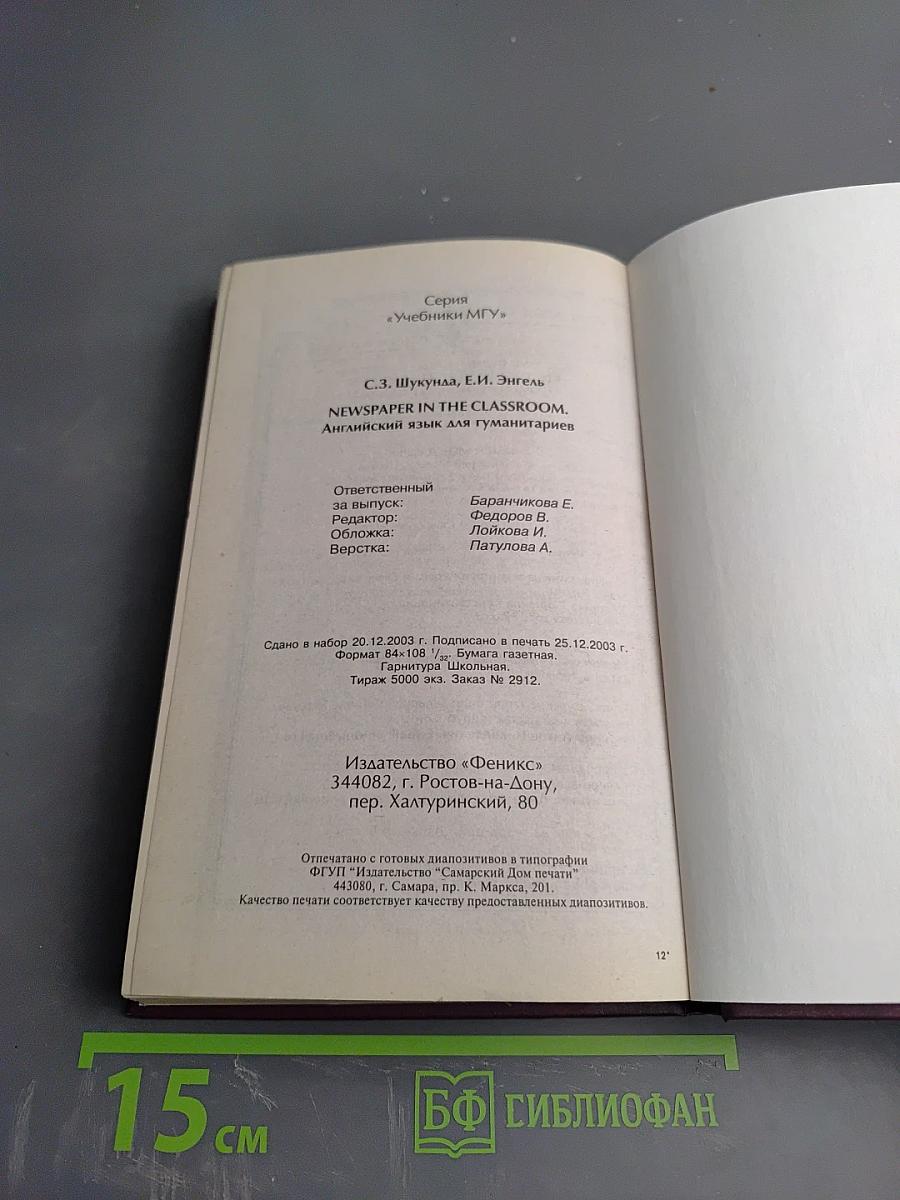 Серия
«Учебники МГУ»
С.З. Шукунда, Е.И. Энгель
NEWSPAPER IN THE CLASSROOM.
Английский язык для гуманитариев
Ответственный
за выпуск: Баранчикова Е.
Редактор: Федоров В.
Обложка: Лойкова И.
Верстка: Патулова А.
Сдано в набор 20.12.2003 г. Подписано в печать 25.12.2003 г.
Формат 84×108 1/32. Бумага газетная.
Гарнитура Школьная.
Тираж 5000 экз. Заказ № 2912.
Издательство «Феникс»
344082, г. Ростов-на-Дону,
пер. Халтуринский, 80
Отпечатано с готовых диапозитивов в типографии
ФГУП "Издательство "Самарский Дом печати"
443080, г. Самара, пр. К. Маркса, 201.
Качество печати соответствует качеству предоставленных диапозитивов.
12*
15 см
БФ БИБЛИОФАН